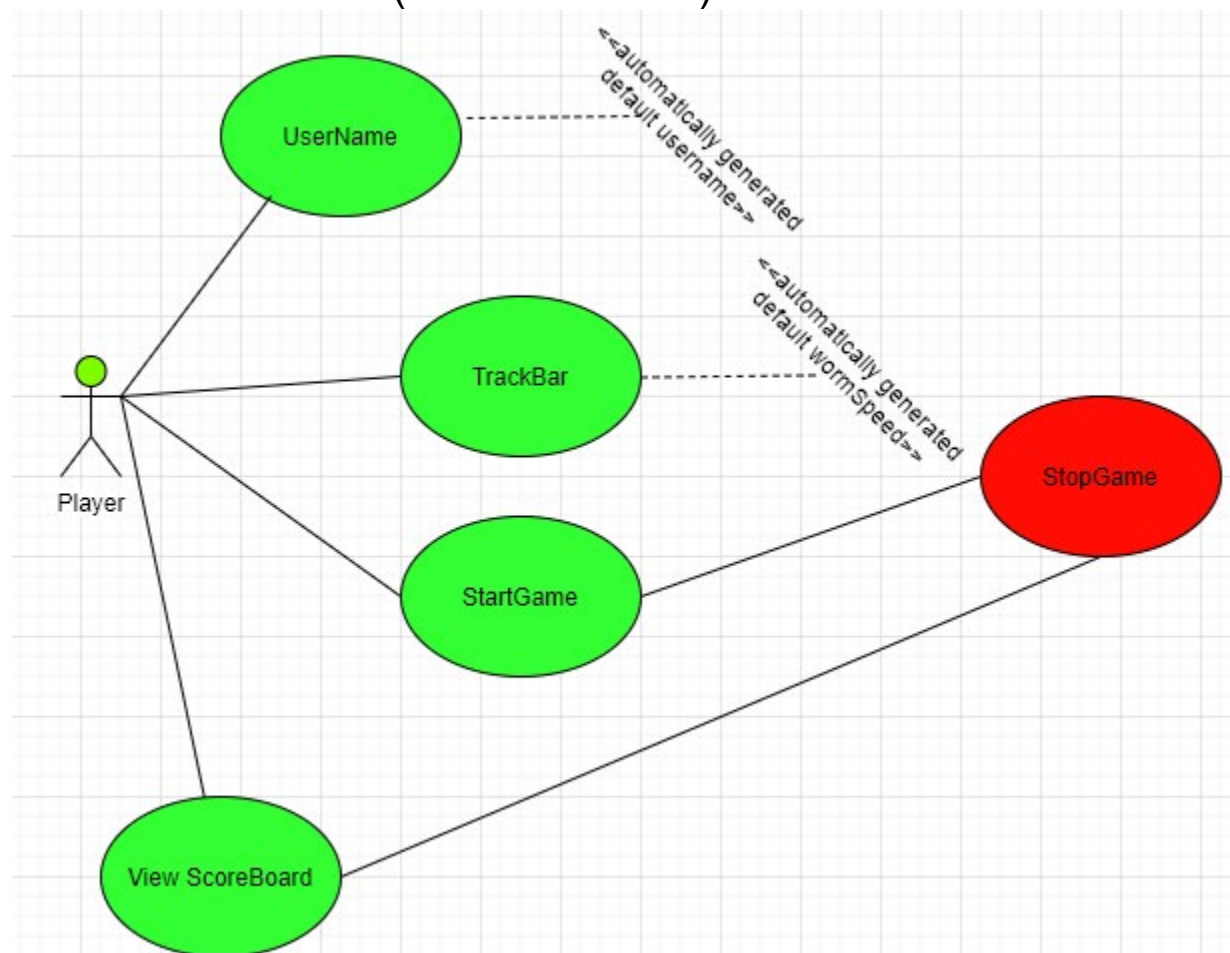 UserName
<<automatically generated
default username>>
TrackBar
<<automatically generated
default wormSpeed>>
StopGame
Player
StartGame
View ScoreBoard